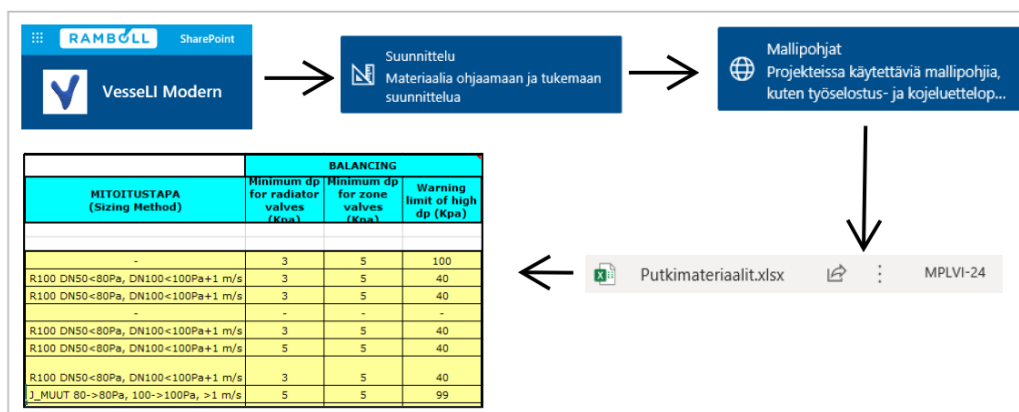 RAMBOLL SharePoint
VesseLI Modern
Suunnittelu
Materiaalia ohjaamaan ja tukemaan
suunnittelua
Mallipohjat
Projekteissa käytettäviä mallipohjia,
kuten työselostus- ja kojeluettelop...
Putkimateriaalit.xlsx MPLVI-24
BALANCING
MITOITUSTAPA
(Sizing Method)
Minimum dp
for radiator
valves
(Kpa)
Minimum dp
for zone
valves
(Kpa)
Warning
limit of high
dp (Kpa)
- 3 5 100
R100 DN50<80Pa, DN100<100Pa+1 m/s 3 5 40
R100 DN50<80Pa, DN100<100Pa+1 m/s 3 5 40
- - - -
R100 DN50<80Pa, DN100<100Pa+1 m/s 3 5 40
R100 DN50<80Pa, DN100<100Pa+1 m/s 5 5 40
R100 DN50<80Pa, DN100<100Pa+1 m/s 3 5 40
J_MUUT 80->80Pa, 100->100Pa, >1 m/s 5 5 99